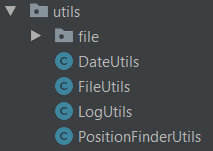 utils
file
C DateUtils
C FileUtils
C LogUtils
C PositionFinderUtils